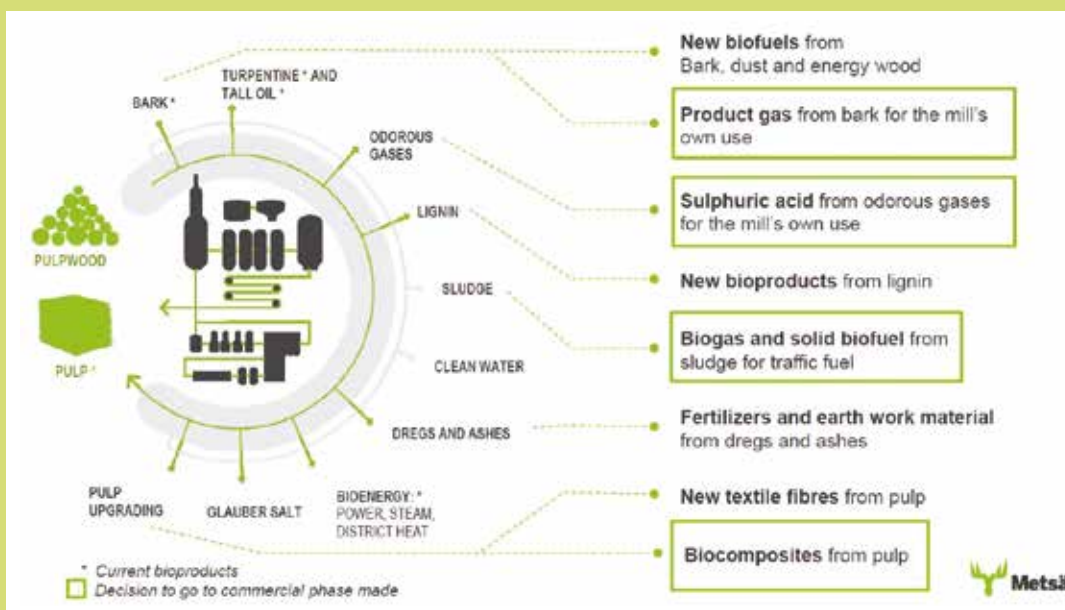 BARK *
TURPENTINE * AND
TALL OIL *
ODOROUS
GASES
LIGNIN
SLUDGE
CLEAN WATER
DREGS AND ASHES
BIOENERGY: *
POWER, STEAM,
DISTRICT HEAT
GLAUBER SALT
PULP
UPGRADING
PULPWOOD
PULP *
New biofuels from
Bark, dust and energy wood
Product gas from bark for the mill's
own use
Sulphuric acid from odorous gases
for the mill's own use
New bioproducts from lignin
Biogas and solid biofuel from
sludge for traffic fuel
Fertilizers and earth work material
from dregs and ashes
New textile fibres from pulp
Biocomposites from pulp
* Current bioproducts
Decision to go to commercial phase made
Metsä